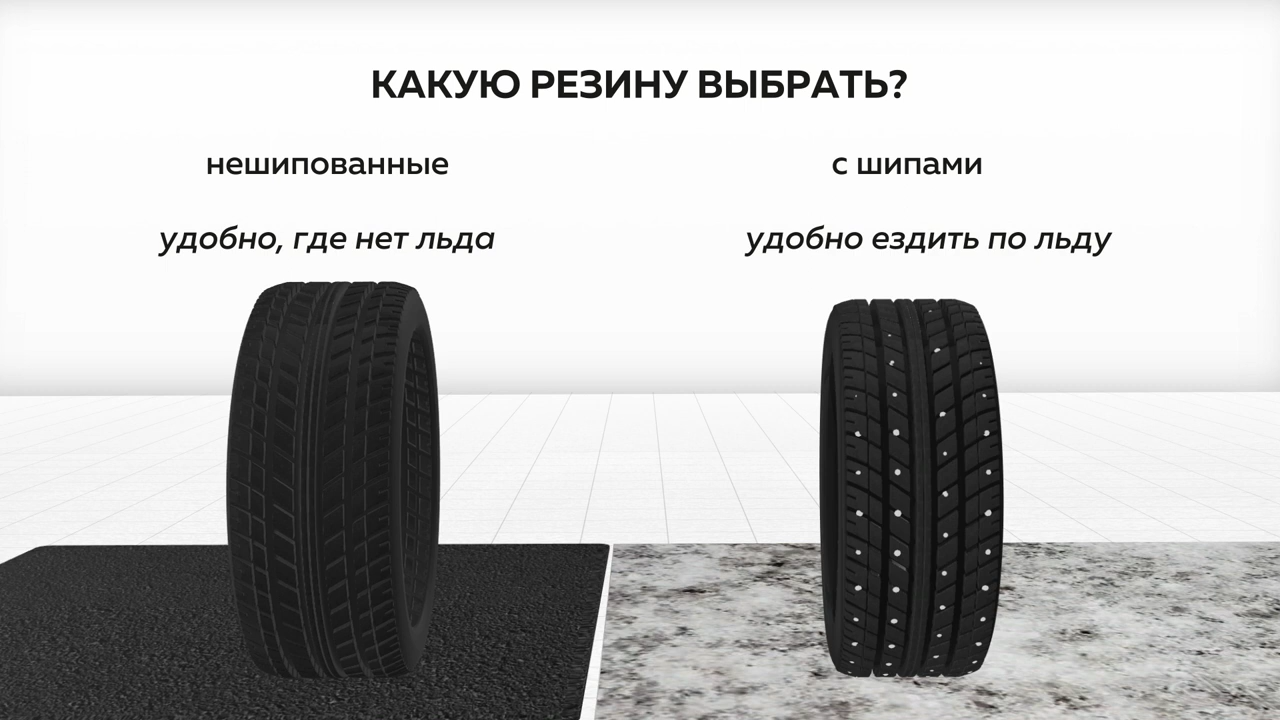 КАКУЮ РЕЗИНУ ВЫБРАТЬ?
нешипованные
с шипами
удобно, где нет льда
удобно ездить по льду